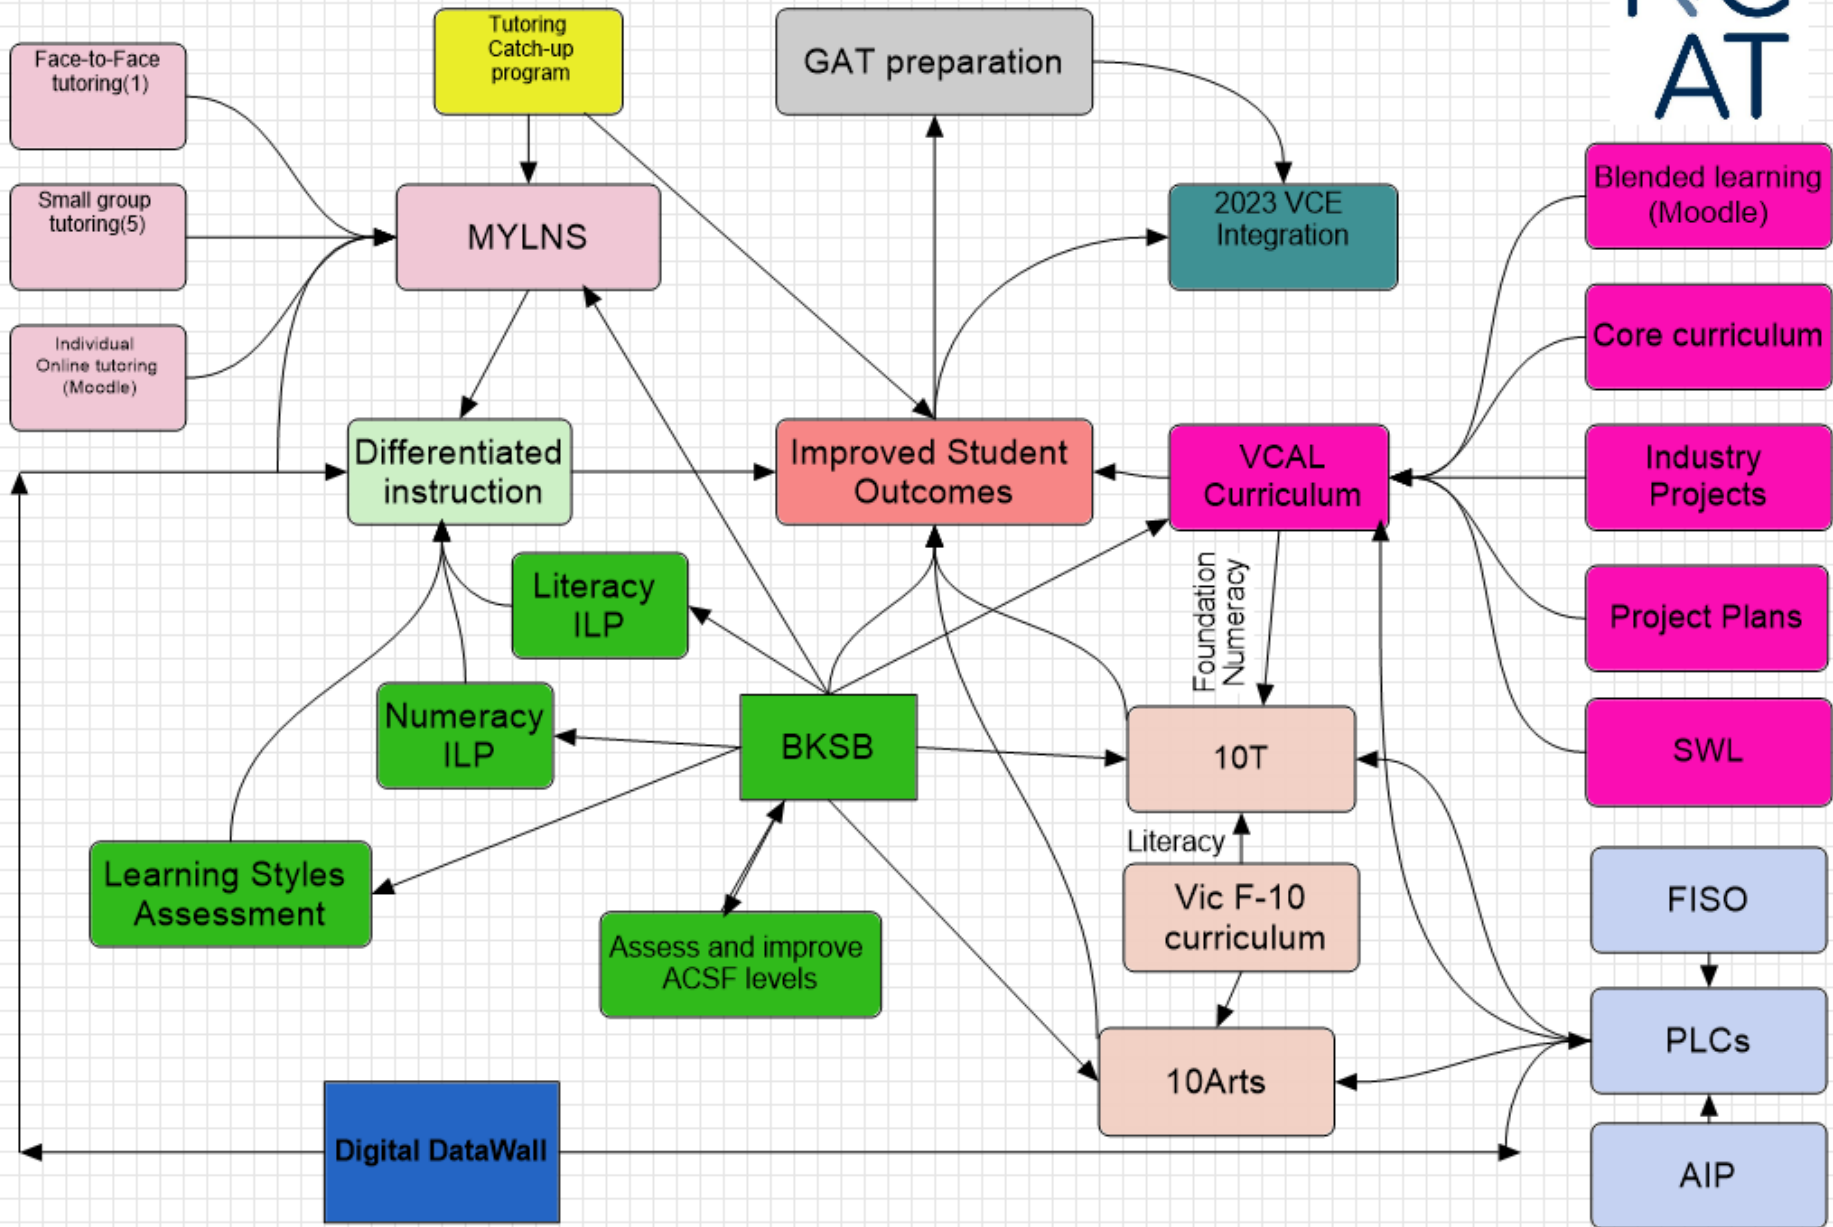 Face-to-Face
tutoring(1)
Tutoring
Catch-up
program
GAT preparation
AT
Small group
tutoring(5)
MYLNS
2023 VCE
Integration
Blended learning
(Moodle)
Individual
Online tutoring
(Moodle)
Core curriculum
Differentiated
instruction
Improved Student
Outcomes
VCAL
Curriculum
Industry
Projects
Literacy
ILP
Foundation
Numeracy
Project Plans
Numeracy
ILP
BKSB
10T
SWL
Literacy
Learning Styles
Assessment
Vic F-10
curriculum
FISO
Assess and improve
ACSF levels
PLCs
10Arts
Digital DataWall
AIP